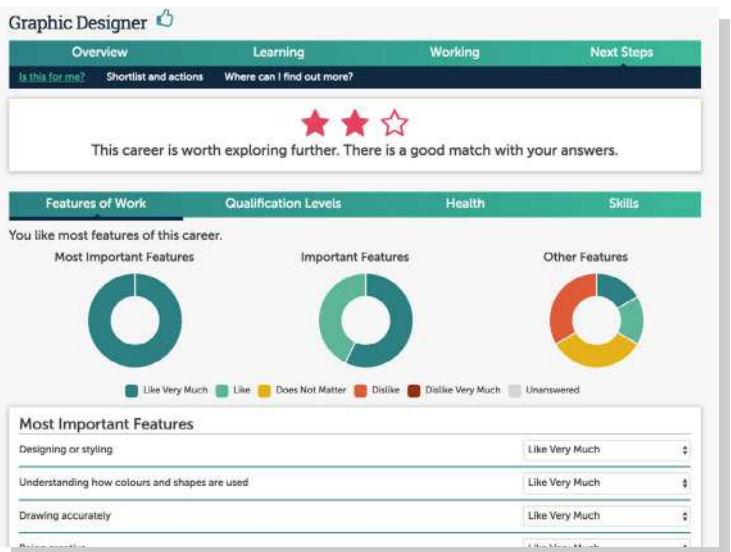 Graphic Designer
Overview Learning Working Next Steps
Is this for me? Shortlist and actions Where can I find out more?
This career is worth exploring further. There is a good match with your answers.
Features of Work Qualification Levels Health Skills
You like most features of this career.
Most Important Features Important Features Other Features
Like Very Much Like Does Not Matter Dislike Dislike Very Much Unanswered
Most Important Features
Designing or styling Like Very Much
Understanding how colours and shapes are used Like Very Much
Drawing accurately Like Very Much